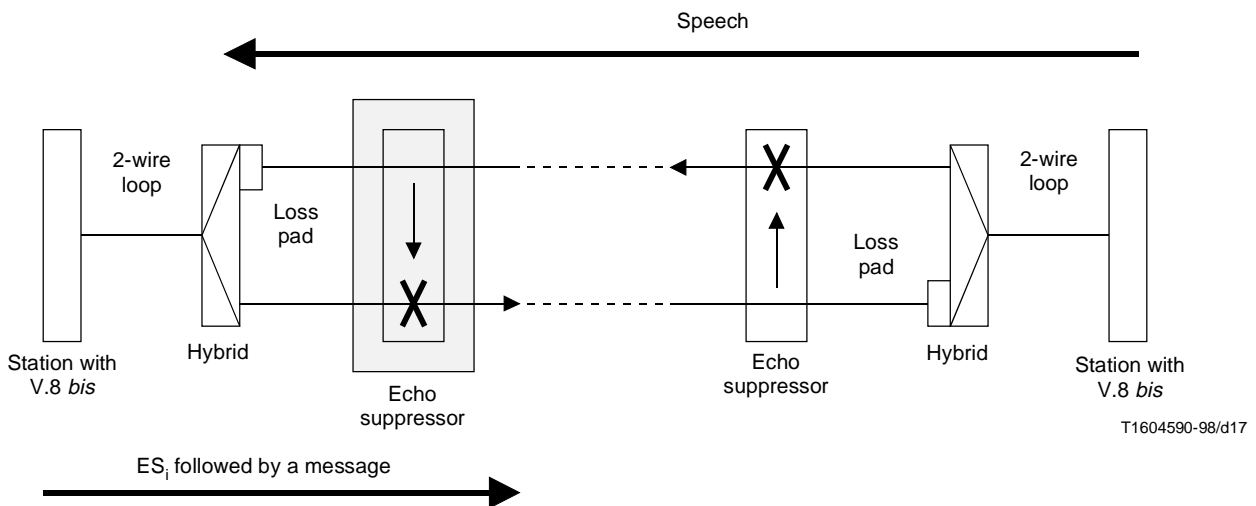 Speech
2-wire
loop
Loss
pad
Hybrid
Station with
V.8 bis
Echo
suppressor
Echo
suppressor
Loss
pad
2-wire
loop
Hybrid
Station with
V.8 bis
T1604590-98/d17
ESi followed by a message